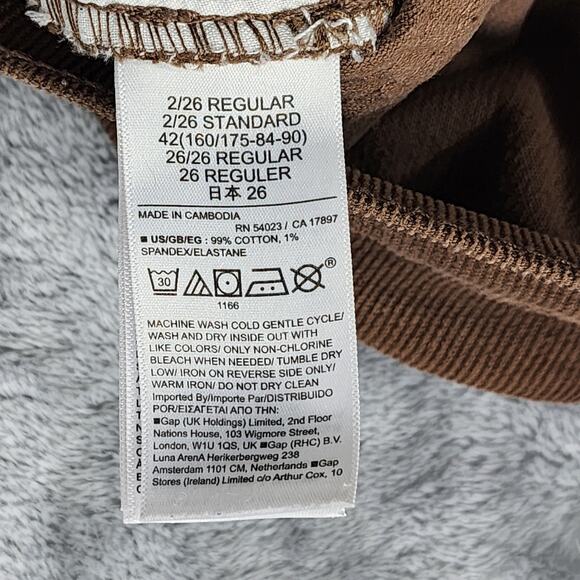 2/26 REGULAR
2/26 STANDARD
42(160/175-84-90)
26/26 REGULAR
26 REGULER
日本 26
MADE IN CAMBODIA
RN 54023 / CA 17897
■ US/GB/EG : 99% COTTON, 1%
SPANDEX/ELASTANE
30
®
1166
MACHINE WASH COLD GENTLE CYCLE/
WASH AND DRY INSIDE OUT WITH
LIKE COLORS/ ONLY NON-CHLORINE
BLEACH WHEN NEEDED/ TUMBLE DRY
LOW/ IRON ON REVERSE SIDE ONLY/
WARM IRON/ DO NOT DRY CLEAN
Imported By/Importe Par/DISTRIBUIDO
POR/ΕΙΣΑΓΕΤΑΙ ΑΠΟ ΤΗΝ:
■Gap (UK Holdings) Limited, 2nd Floor
Nations House, 103 Wigmore Street,
London, W1U 1QS, UK ■Gap (RHC) B.V.
Luna ArenA Herikerbergweg 238
Amsterdam 1101 CM, Netherlands ■Gap
Stores (Ireland) Limited c/o Arthur Cox, 10